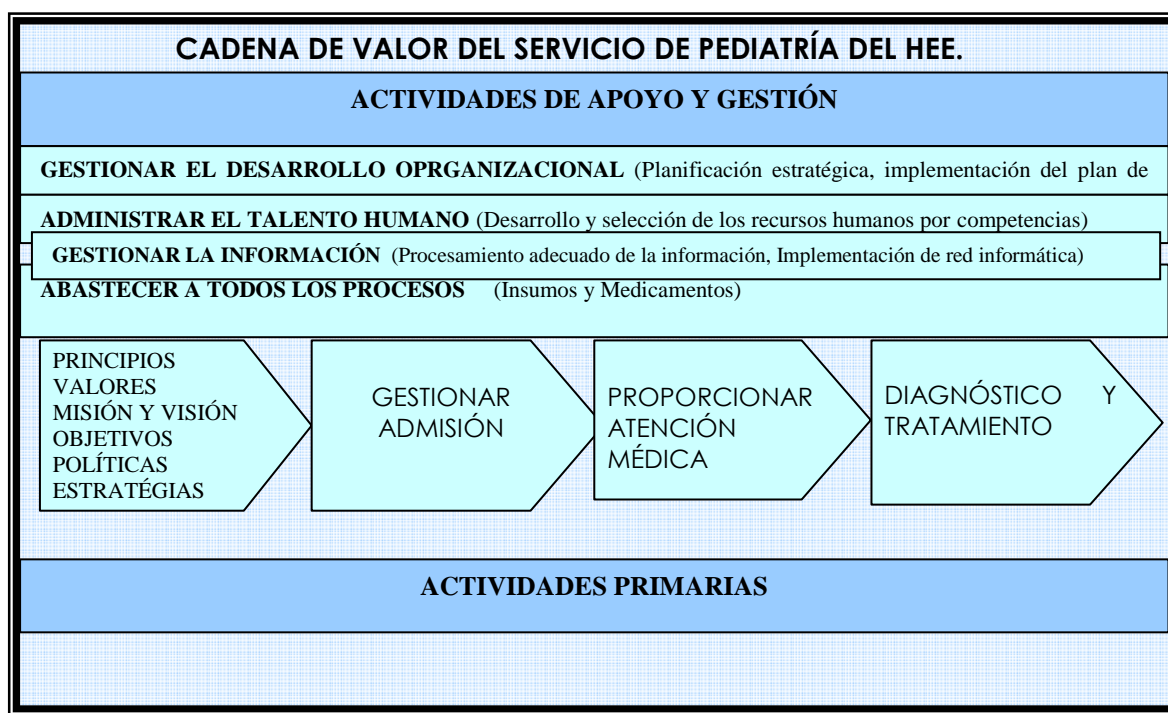 CADENA DE VALOR DEL SERVICIO DE PEDIATRÍA DEL HEE.
ACTIVIDADES DE APOYO Y GESTIÓN
GESTIONAR EL DESARROLLO OPRGANIZACIONAL (Planificación estratégica, implementación del plan de
ADMINISTRAR EL TALENTO HUMANO (Desarrollo y selección de los recursos humanos por competencias)
GESTIONAR LA INFORMACIÓN (Procesamiento adecuado de la información, Implementación de red informática)
ABASTECER A TODOS LOS PROCESOS (Insumos y Medicamentos)
PRINCIPIOS
VALORES
MISIÓN Y VISIÓN
OBJETIVOS
POLÍTICAS
ESTRATÉGIAS
GESTIONAR
ADMISIÓN
PROPORCIONAR
ATENCIÓN
MÉDICA
DIAGNÓSTICO Y
TRATAMIENTO
ACTIVIDADES PRIMARIAS